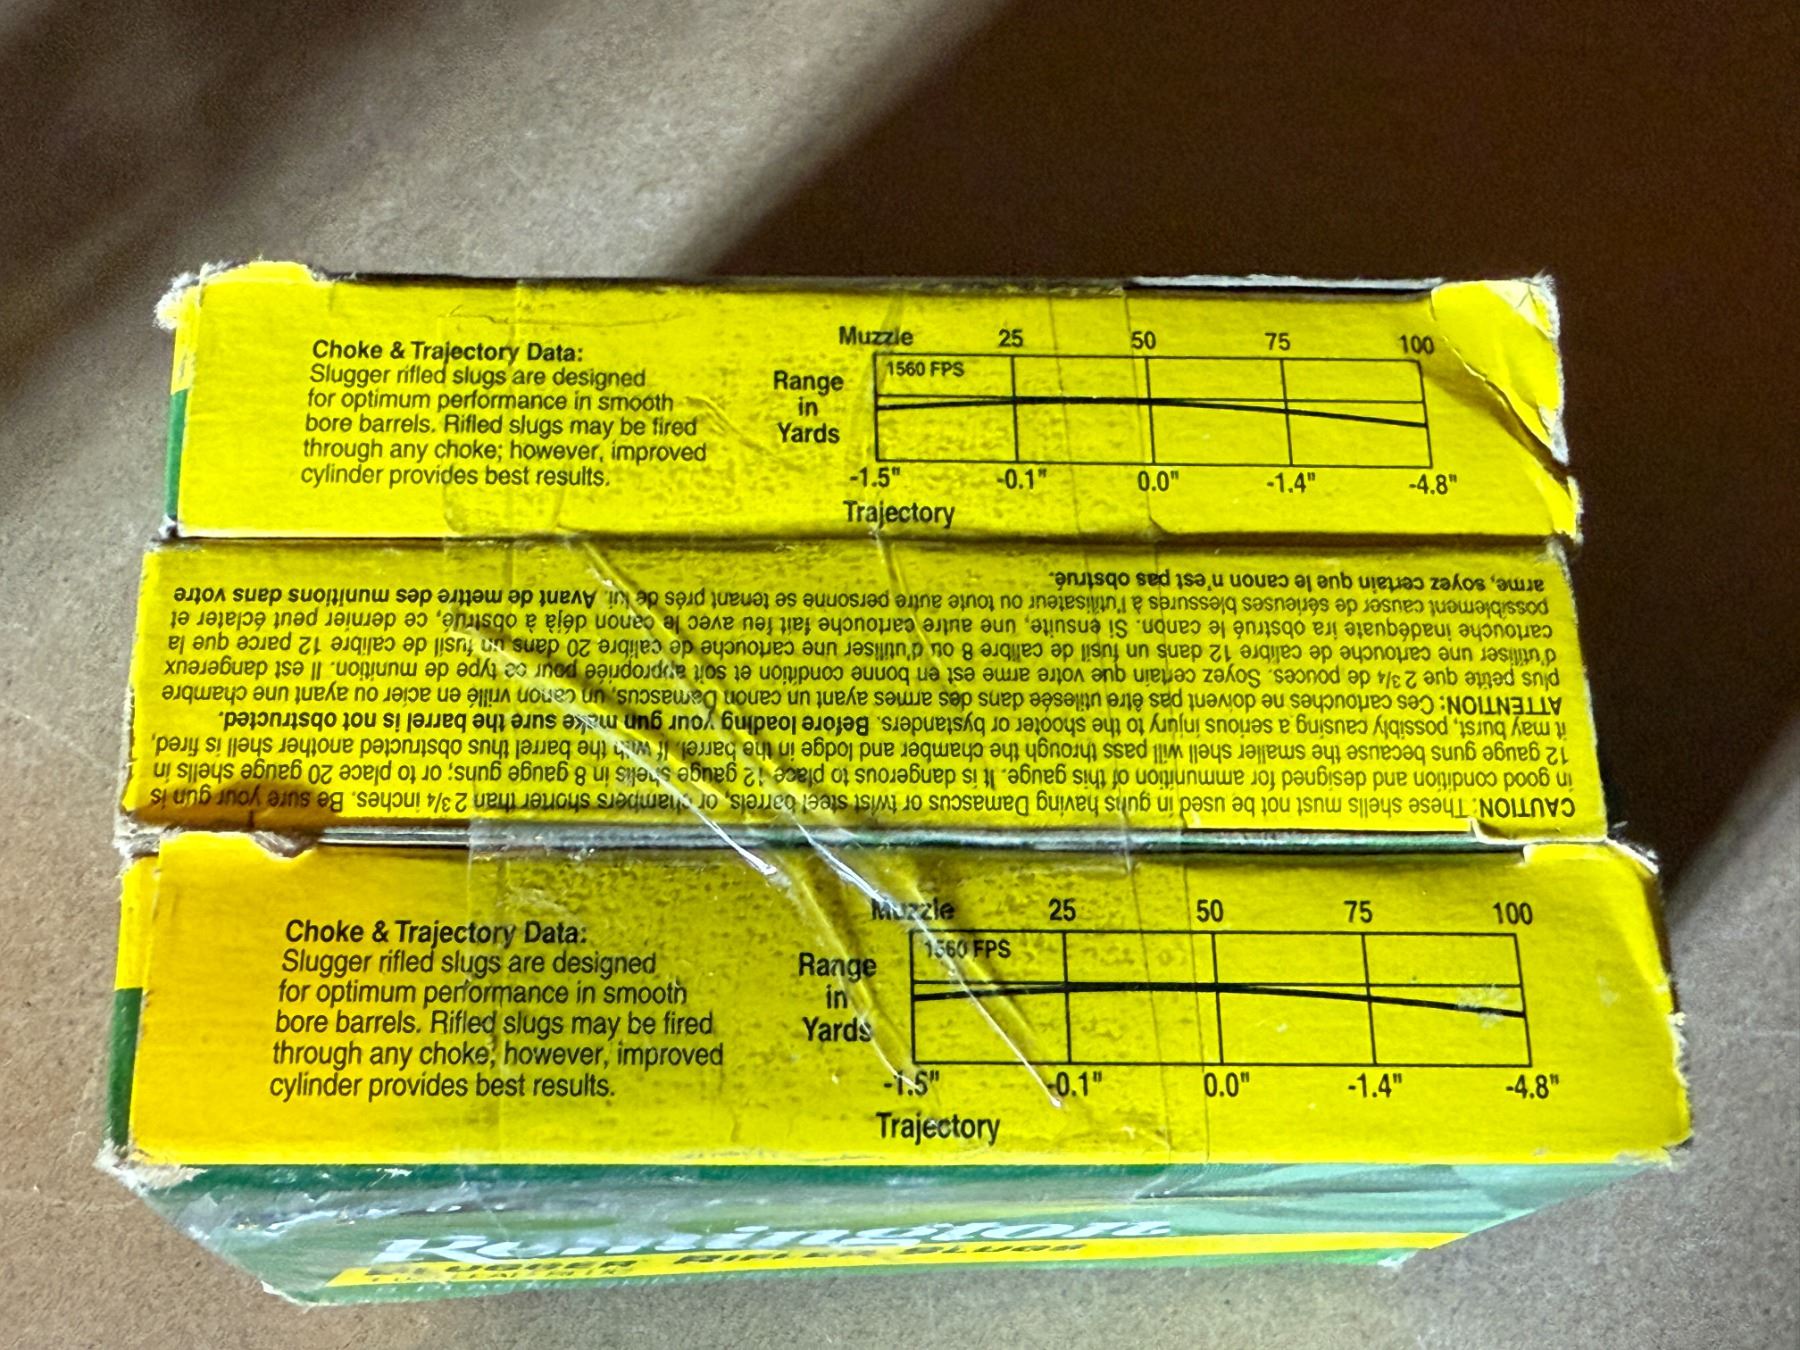 Choke & Trajectory Data:
Slugger rifled slugs are designed
for optimum performance in smooth
bore barrels. Rifled slugs may be fired
through any choke; however, improved
cylinder provides best results.
Muzzle 25 50 75 100
Range
in
Yards
1560 FPS
-1.5" -0.1" 0.0" -1.4" -4.8"
Trajectory
CAUTION: These shells must not be used in guns having Damascus or twist steel barrels, or chambers shorter than 2 3/4 inches. Be sure your gun is
in good condition and designed for ammunition of this gauge. It is dangerous to place 12 gauge shells in 8 gauge guns; or to place 20 gauge shells in
12 gauge guns because the smaller shell will pass through the chamber and lodge in the barrel. If with the barrel thus obstructed another shell is fired,
it may burst, possibly causing a serious injury to the shooter or bystanders. Before loading your gun make sure the barrel is not obstructed.
ATTENTION: Ces cartouches ne doivent pas être utilesées dans des armes ayant un canon Damascus, un canon vrillé en acier ou ayant une chambre
plus petite que 2 3/4 de pouces. Soyez certain que votre arme est en bonne condition et soit appropriée pour ce type de munition. Il est dangereux
d'utiliser une cartouche de calibre 12 dans un fusil de calibre 8 ou d'utiliser une cartouche de calibre 20 dans un fusil de calibre 12 parce que la
cartouche inadéquate ira obstrué le canon. Si ensuite, une autre cartouche fait feu avec le canon déjà à obstrué, ce dernier peut éclater et
possiblement causer de sérieuses blessures à l'utilisateur ou toute autre personne se tenant prés de lui. Avant de mettre des munitions dans votre
arme, soyez certain que le canon n'est pas obstrué.
Choke & Trajectory Data:
Slugger rifled slugs are designed
for optimum performance in smooth
bore barrels. Rifled slugs may be fired
through any choke; however, improved
cylinder provides best results.
Muzzle 25 50 75 100
Range
in
Yards
1560 FPS
-1.5" -0.1" 0.0" -1.4" -4.8"
Trajectory
Remington
SLUGGER RIFLED SLUGS